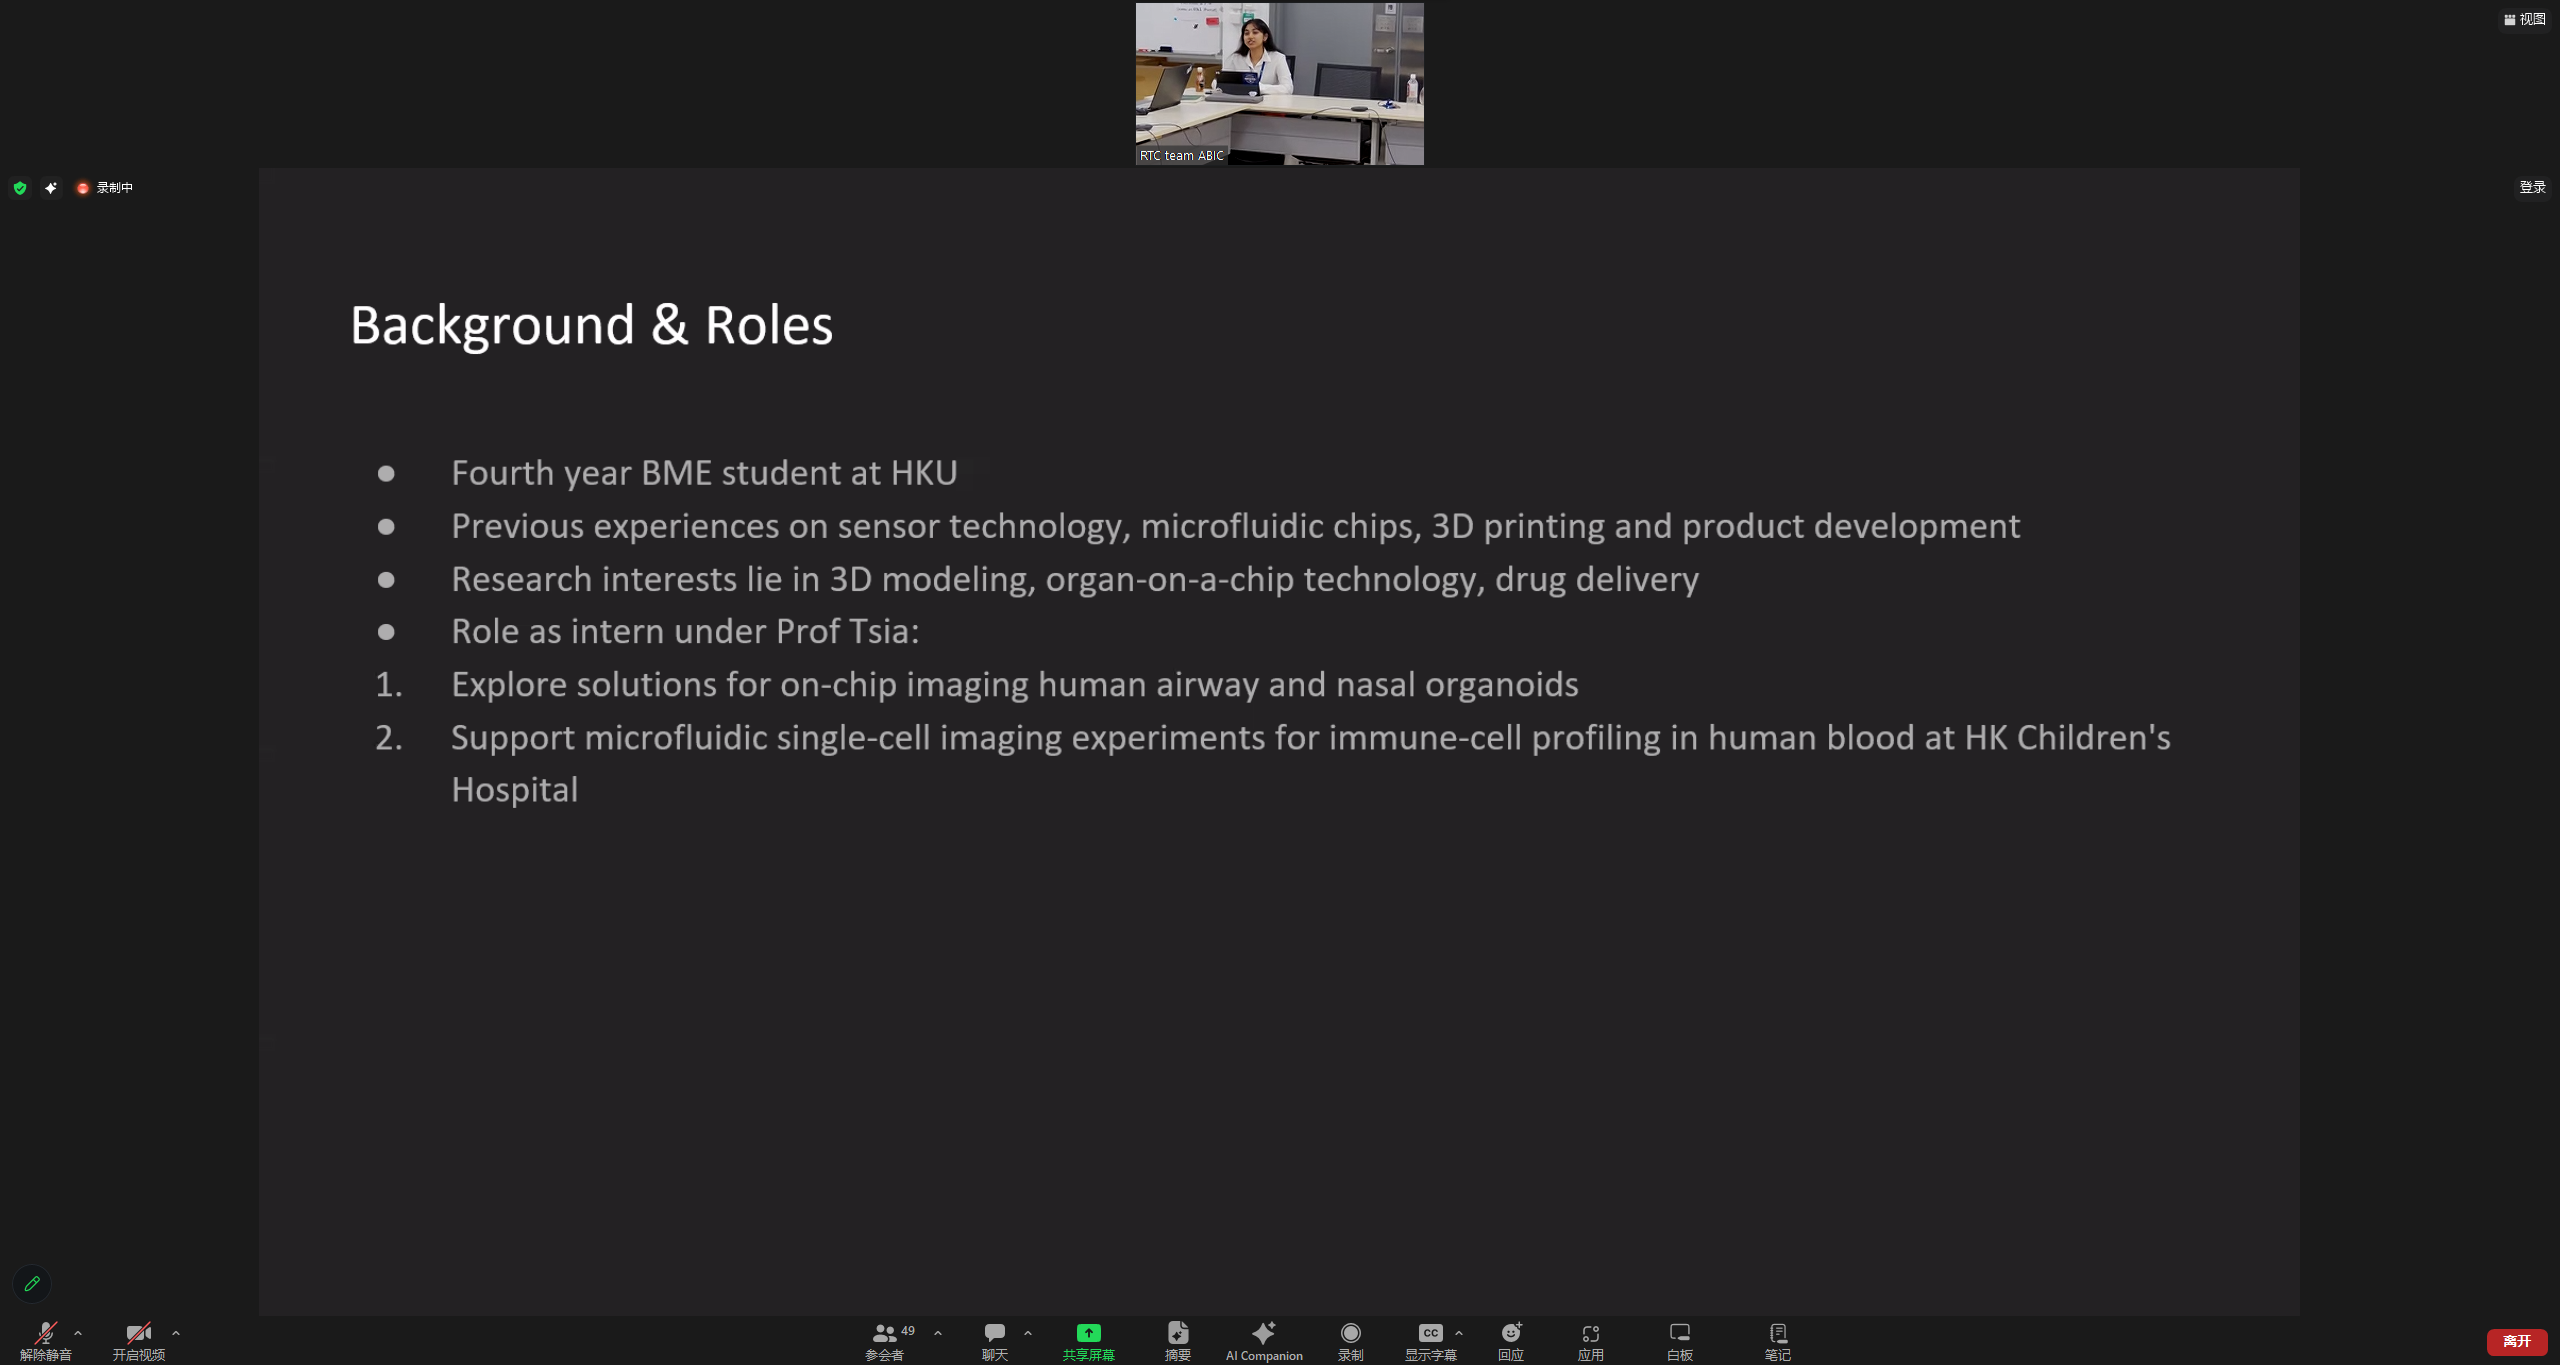 视图
RTC team ABIC
录制中
登录
Background & Roles
● Fourth year BME student at HKU
● Previous experiences on sensor technology, microfluidic chips, 3D printing and product development
● Research interests lie in 3D modeling, organ-on-a-chip technology, drug delivery
● Role as intern under Prof Tsia:
1. Explore solutions for on-chip imaging human airway and nasal organoids
2. Support microfluidic single-cell imaging experiments for immune-cell profiling in human blood at HK Children's
Hospital
解除静音
开启视频
49
参会者
聊天
共享屏幕
摘要
AI Companion
录制
CC
显示字幕
回应
应用
白板
笔记
离开